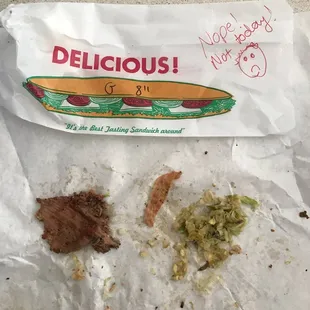 Nope!
Not today!
DELICIOUS!
G 8"
"It's the Best Tasting Sandwich around"